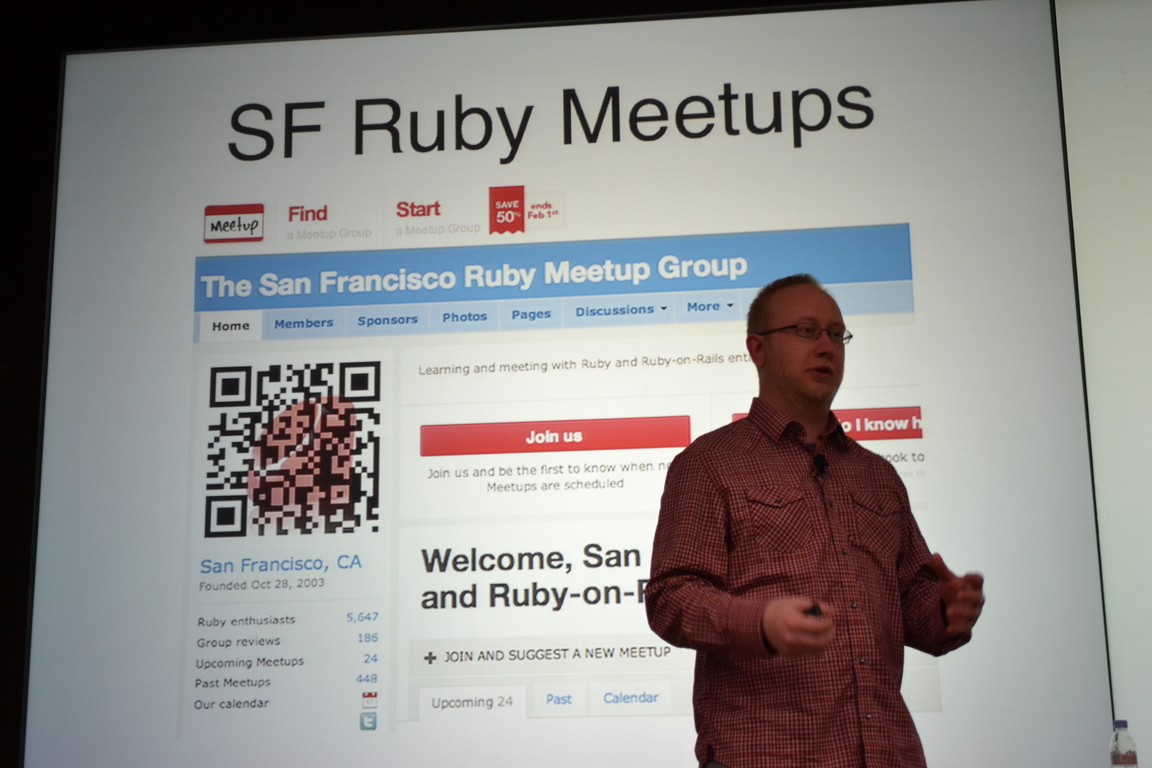 SF Ruby Meetups
Meetup
Find
a Meetup Group
Start
a Meetup Group
SAVE
50%
ends
Feb 1st
The San Francisco Ruby Meetup Group
Home Members Sponsors Photos Pages Discussions More
Learning and meeting with Ruby and Ruby-on-Rails
Join us
o I know h
Join us and be the first to know when
Meetups are scheduled
ook to
San Francisco, CA
Founded Oct 28, 2003
Welcome, San
and Ruby-on-
Ruby enthusiasts 5,647
Group reviews 186
Upcoming Meetups 24
Past Meetups 448
Our calendar
+ JOIN AND SUGGEST A NEW MEETUP
Upcoming 24 Past Calendar